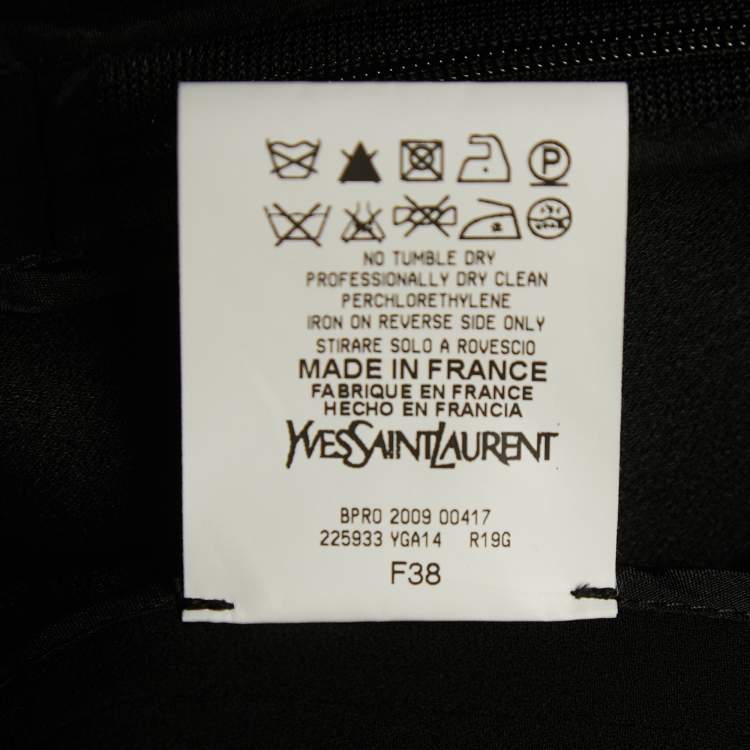 P
NO TUMBLE DRY
PROFESSIONALLY DRY CLEAN
PERCHLORETHYLENE
IRON ON REVERSE SIDE ONLY
STIRARE SOLO A ROVESCIO
MADE IN FRANCE
FABRIQUE EN FRANCE
HECHO EN FRANCIA
YVESSAINTLAURENT
BPRO 2009 00417
225933 YGA14 R19G
F38